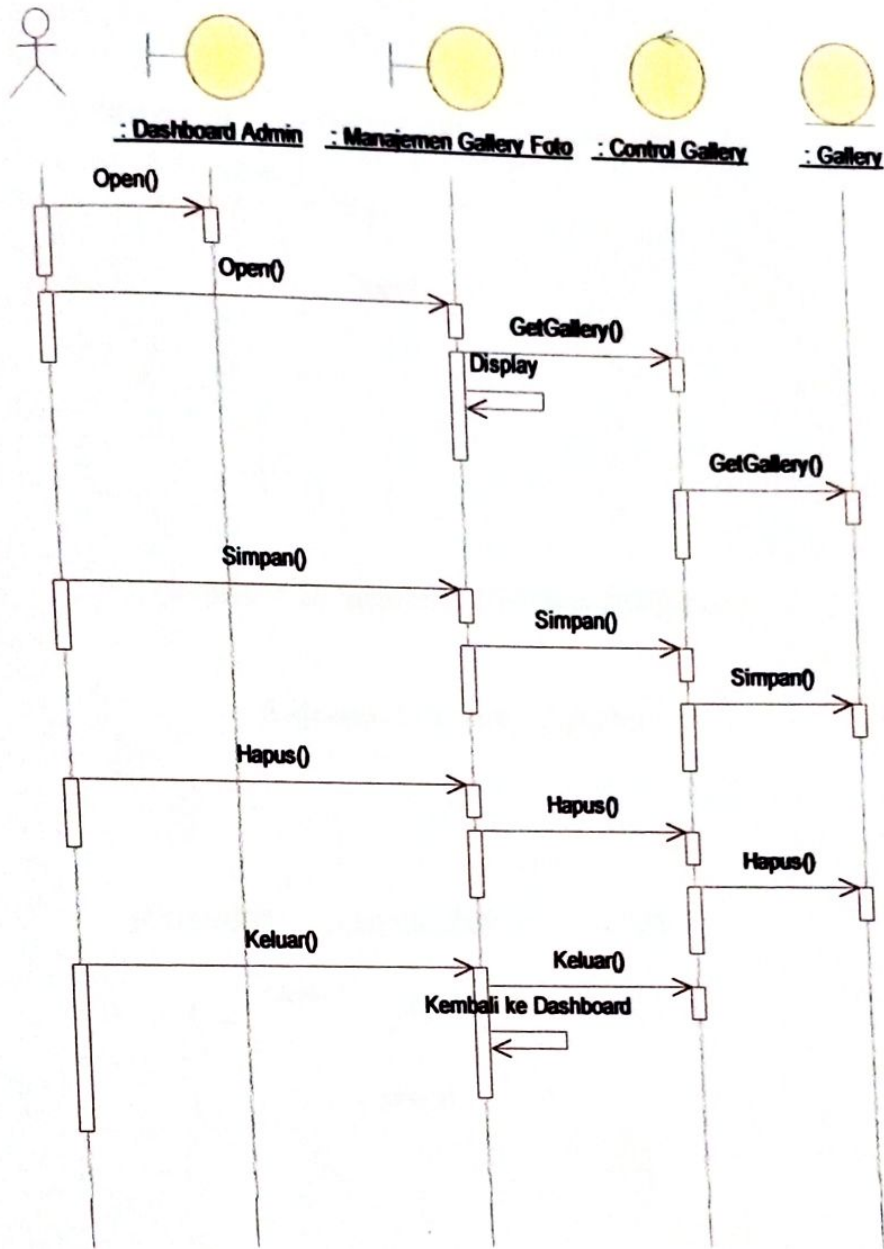 : Dashboard Admin
: Manajemen Gallery Foto
: Control Gallery
: Gallery
Open()
Open()
GetGallery()
Display
GetGallery()
Simpan()
Simpan()
Simpan()
Hapus()
Hapus()
Hapus()
Keluar()
Keluar()
Kembali ke Dashboard